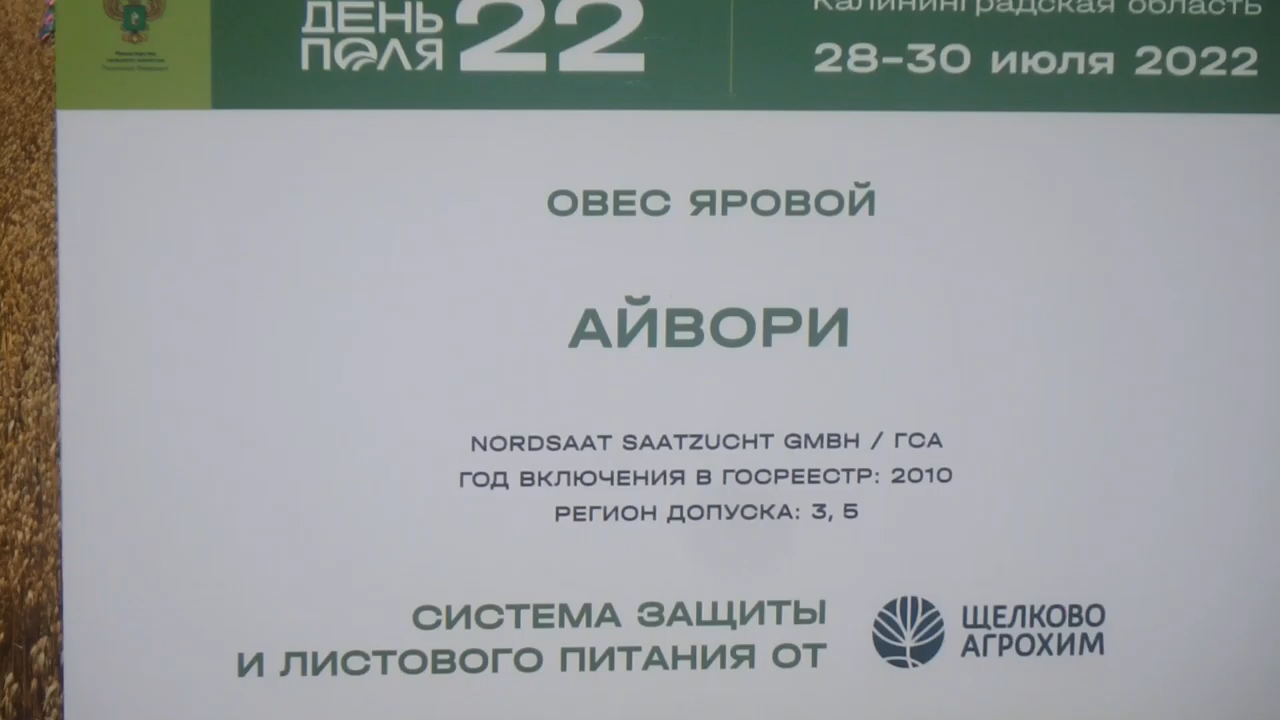 ДЕНЬ
ПОЛЯ 22
Калининградская область
28-30 июля 2022
ОВЕС ЯРОВОЙ
АЙВОРИ
NORDSAAT SAATZUCHT GMBH / ГСА
ГОД ВКЛЮЧЕНИЯ В ГОСРЕЕСТР: 2010
РЕГИОН ДОПУСКА: 3, 5
СИСТЕМА ЗАЩИТЫ
И ЛИСТОВОГО ПИТАНИЯ ОТ
ЩЕЛКОВО
АГРОХИМ